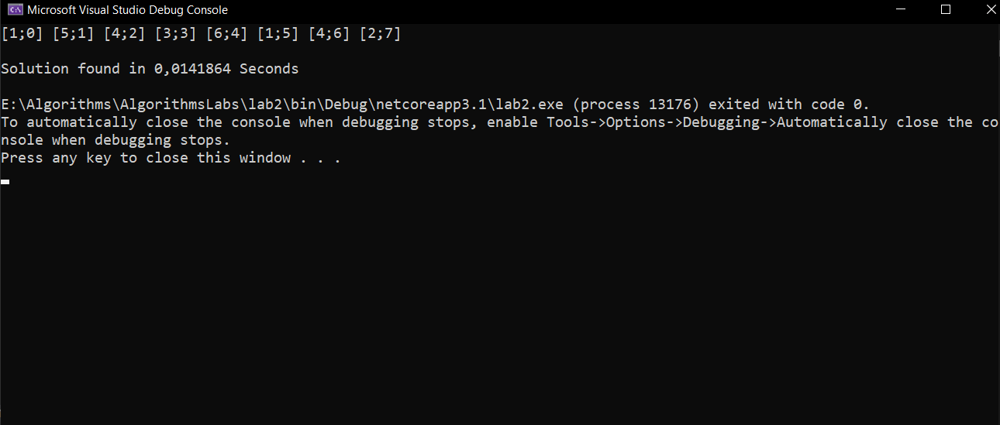 Microsoft Visual Studio Debug Console
[1;0] [5;1] [4;2] [3;3] [6;4] [1;5] [4;6] [2;7]
Solution found in 0,0141864 Seconds
E:\Algorithms\AlgorithmsLabs\lab2\bin\Debug\netcoreapp3.1\lab2.exe (process 13176) exited with code 0.
To automatically close the console when debugging stops, enable Tools->Options->Debugging->Automatically close the co
nsole when debugging stops.
Press any key to close this window . . .